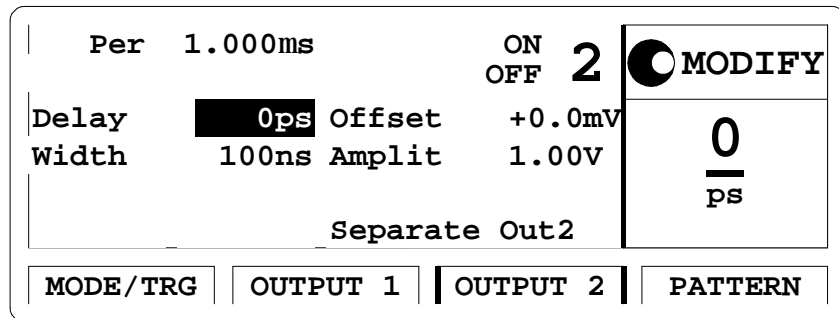 Per 1.000ms ON
OFF 2 MODIFY
Delay 0ps Offset +0.0mV
Width 100ns Amplit 1.00V
0
ps
Separate Out2
MODE/TRG OUTPUT 1 OUTPUT 2 PATTERN